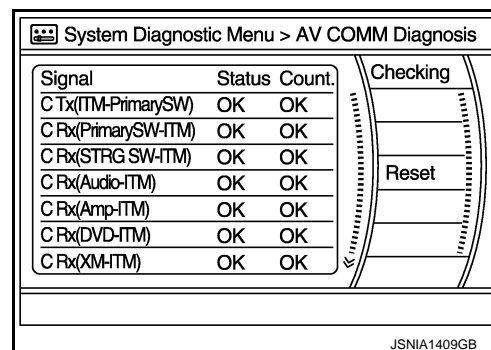 System Diagnostic Menu > AV COMM Diagnosis
Signal Status Count.
C Tx(ITM-PrimarySW) OK OK
C Rx(PrimarySW-ITM) OK OK
C Rx(STRG SW-ITM) OK OK
C Rx(Audio-ITM) OK OK
C Rx(Amp-ITM) OK OK
C Rx(DVD-ITM) OK OK
C Rx(XM-ITM) OK OK
Checking
Reset
JSNIA1409GB